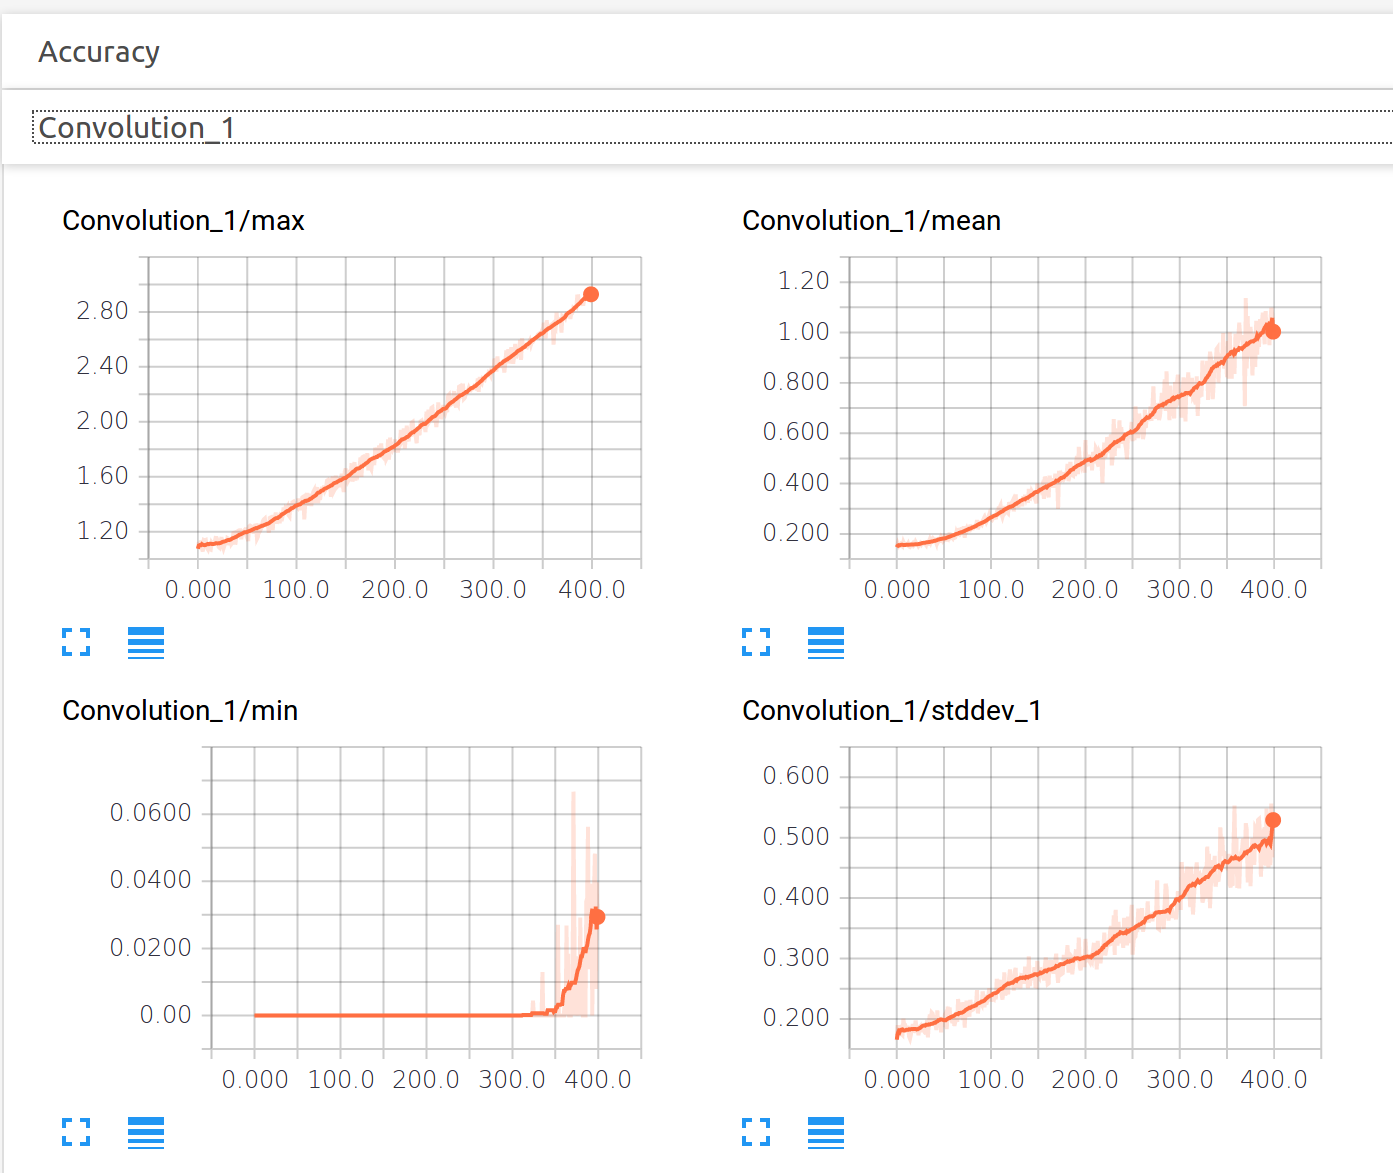 Accuracy
Convolution_1
Convolution_1/max
2.80
2.40
2.00
1.60
1.20
0.000 100.0 200.0 300.0 400.0
Convolution_1/mean
1.20
1.00
0.800
0.600
0.400
0.200
0.000 100.0 200.0 300.0 400.0
Convolution_1/min
0.0600
0.0400
0.0200
0.00
0.000 100.0 200.0 300.0 400.0
Convolution_1/stddev_1
0.600
0.500
0.400
0.300
0.200
0.000 100.0 200.0 300.0 400.0